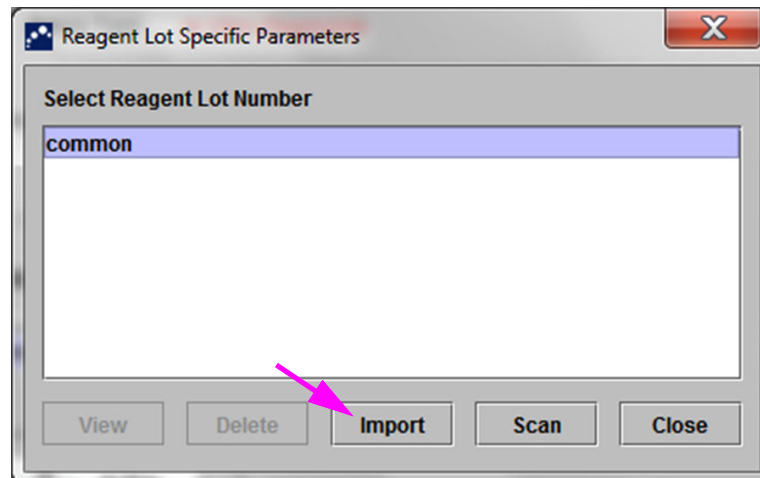 Reagent Lot Specific Parameters
Select Reagent Lot Number
common
View Delete Import Scan Close